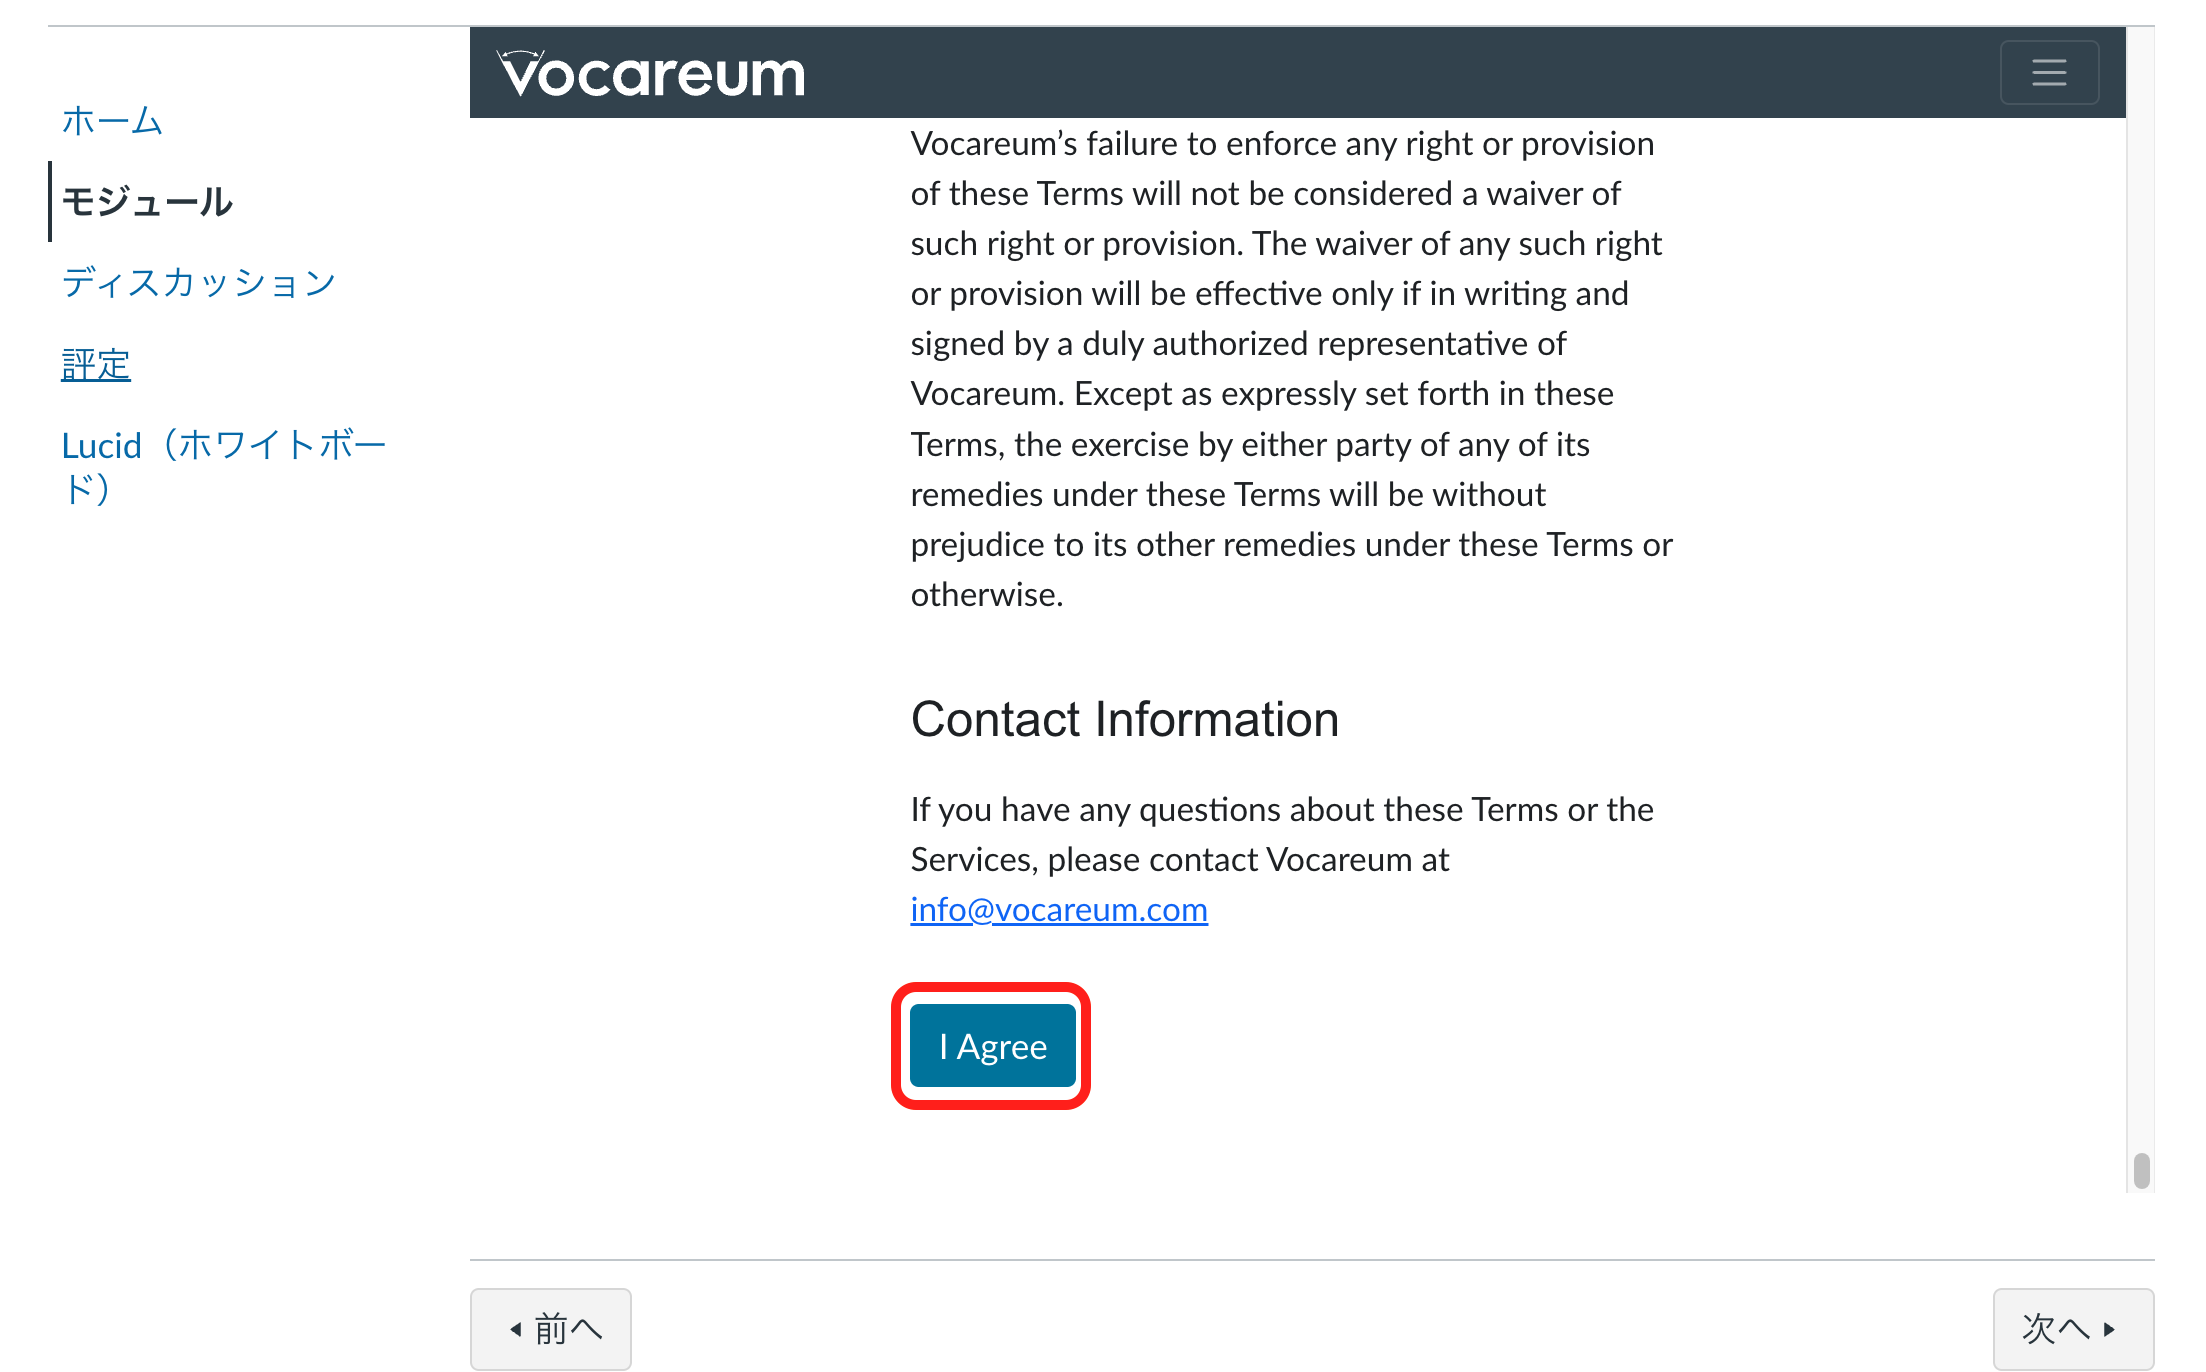 vocareum
ホーム
モジュール
ディスカッション
評定
Lucid（ホワイトボー
ド）
Vocareum’s failure to enforce any right or provision
of these Terms will not be considered a waiver of
such right or provision. The waiver of any such right
or provision will be effective only if in writing and
signed by a duly authorized representative of
Vocareum. Except as expressly set forth in these
Terms, the exercise by either party of any of its
remedies under these Terms will be without
prejudice to its other remedies under these Terms or
otherwise.
Contact Information
If you have any questions about these Terms or the
Services, please contact Vocareum at
info@vocareum.com
I Agree
前へ
次へ